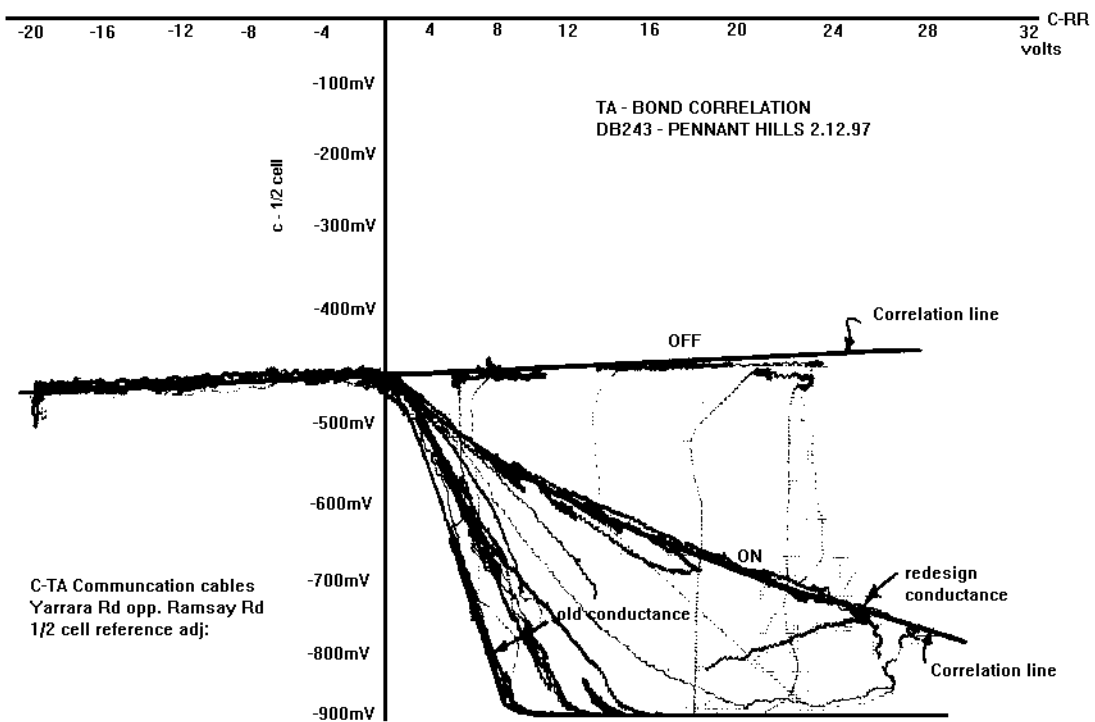 C-RR
-20 -16 -12 -8 -4 4 8 12 16 20 24 28 32
volts
-100mV
TA - BOND CORRELATION
DB243 - PENNANT HILLS 2.12.97
-200mV
c - 1/2 cell
-300mV
-400mV
Correlation line
OFF
-500mV
-600mV
ON
-700mV
redesign
conductance
C-TA Communcation cables
Yarrara Rd opp. Ramsay Rd
1/2 cell reference adj:
old conductance
-800mV
Correlation line
-900mV